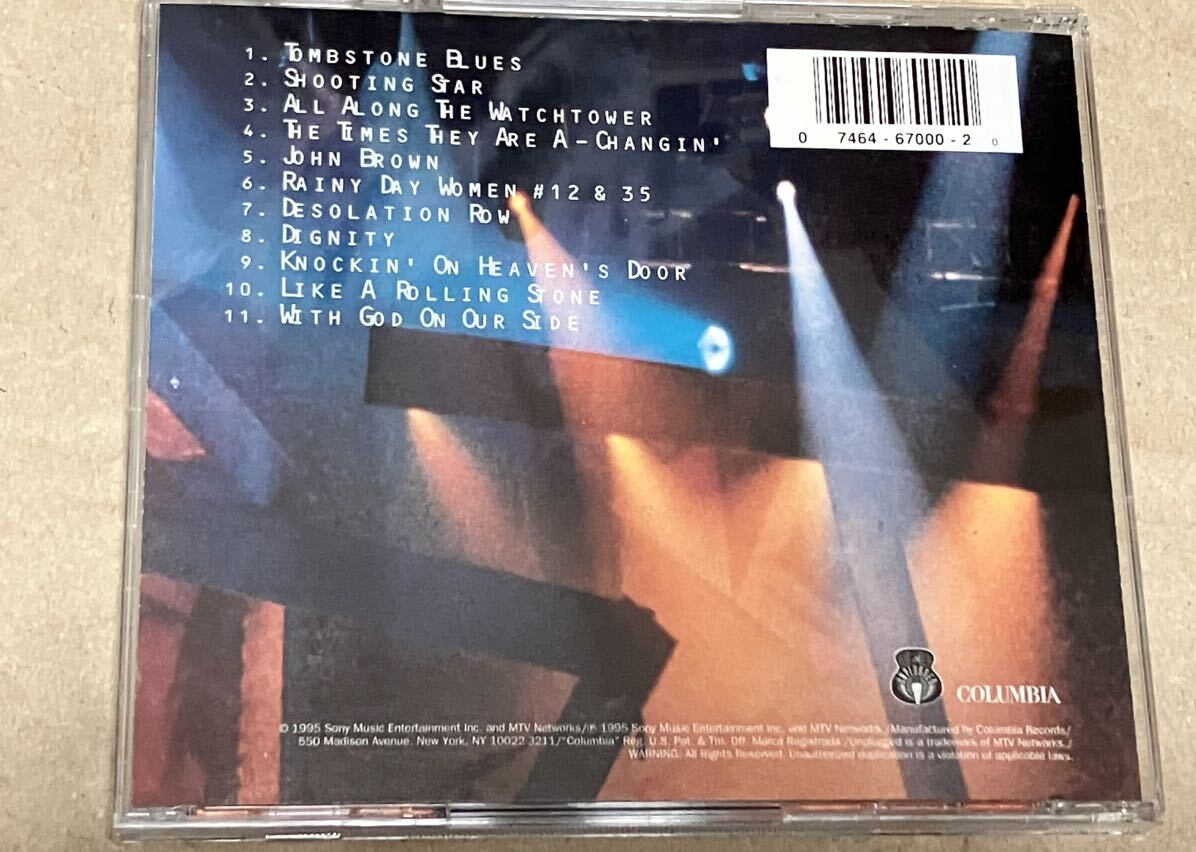 1. TOMBSTONE BLUES
2. SHOOTING STAR
3. ALL ALONG THE WATCHTOWER
4. THE TIMES THEY ARE A-CHANGIN'
5. JOHN BROWN
6. RAINY DAY WOMEN #12 & 35
7. DESOLATION ROW
8. DIGNITY
9. KNOCKIN' ON HEAVEN'S DOOR
10. LIKE A ROLLING STONE
11. WITH GOD ON OUR SIDE
0 7464-67000-2 0
UNPLUGGED
COLUMBIA
© 1995 Sony Music Entertainment Inc. and MTV Networks/℗ 1995 Sony Music Entertainment Inc. and MTV Networks./Manufactured by Columbia Records/
550 Madison Avenue, New York, NY 10022-3211/"Columbia" Reg. U.S. Pat. & Tm. Off. Marca Registrada./Unplugged is a trademark of MTV Networks./
WARNING: All Rights Reserved. Unauthorized duplication is a violation of applicable laws.